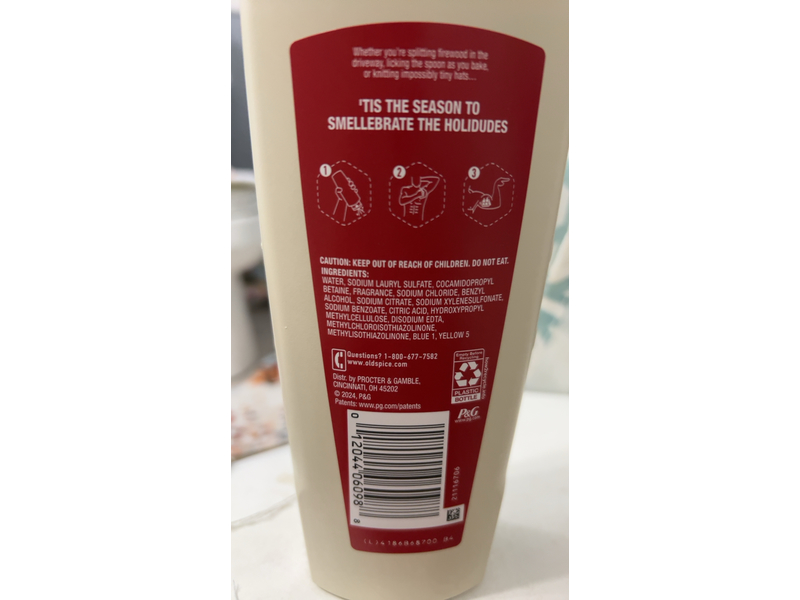 Whether you're splitting firewood in the
driveway, licking the spoon as you bake,
or knitting impossibly tiny hats...
'TIS THE SEASON TO
SMELLEBRATE THE HOLIDUDES
1 2 3
CAUTION: KEEP OUT OF REACH OF CHILDREN. DO NOT EAT.
INGREDIENTS:
WATER, SODIUM LAURYL SULFATE, COCAMIDOPROPYL
BETAINE, FRAGRANCE, SODIUM CHLORIDE, BENZYL
ALCOHOL, SODIUM CITRATE, SODIUM XYLENESULFONATE,
SODIUM BENZOATE, CITRIC ACID, HYDROXYPROPYL
METHYLCELLULOSE, DISODIUM EDTA,
METHYLCHLOROISOTHIAZOLINONE,
METHYLISOTHIAZOLINONE, BLUE 1, YELLOW 5
Questions? 1-800-677-7582
www.oldspice.com
Distr. by PROCTER & GAMBLE,
CINCINNATI, OH 45202
© 2024, P&G
Patents: www.pg.com/patents
PLASTIC
BOTTLE
how2recycle.info
P&G
0 12044 06098 8
21116706